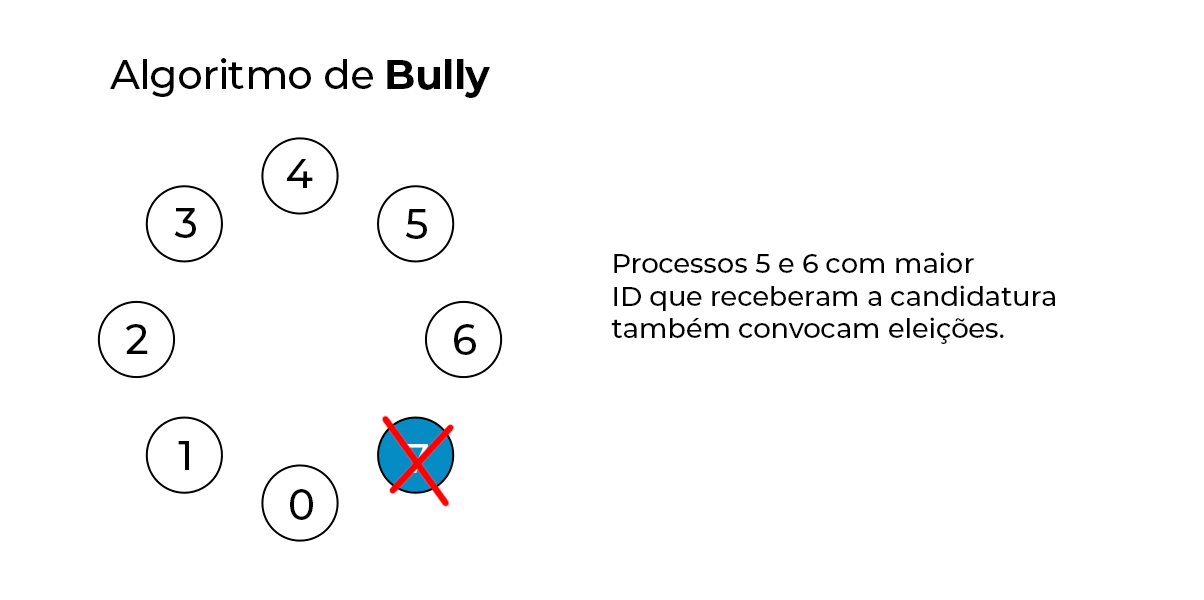 Algoritmo de Bully
4
3
5
2
6
1
7
0
Processos 5 e 6 com maior
ID que receberam a candidatura
também convocam eleições.